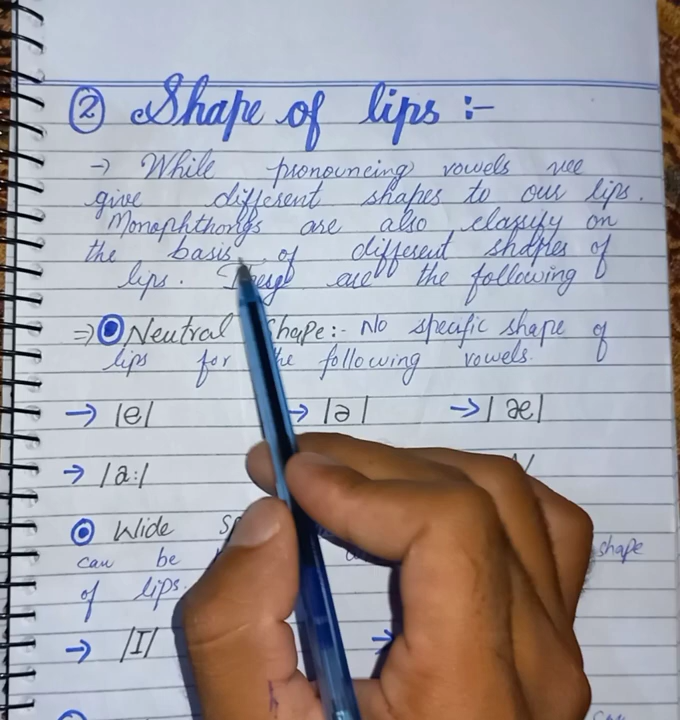 ② Shape of lips :-
→ While pronouncing vowels we
give different shapes to our lips.
Monophthongs are also classify on
the basis of different shapes of
lips. These are the following
⇒ Neutral Shape:- No specific shape of
lips for the following vowels.
→ /e/ → /ə/ → /æ/
→ /a:/
Wide
can be shape
of lips.
→ /I/ →